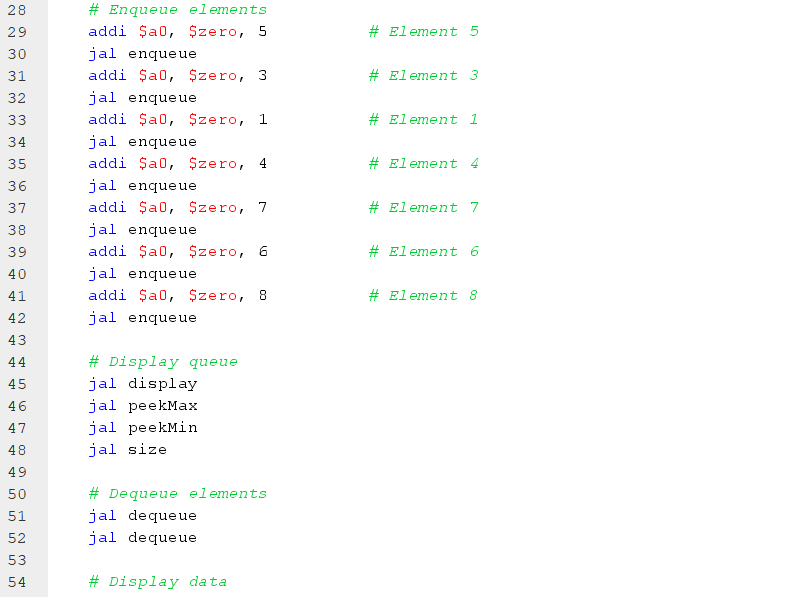 28    # Enqueue elements
29    addi $a0, $zero, 5          # Element 5
30    jal enqueue
31    addi $a0, $zero, 3          # Element 3
32    jal enqueue
33    addi $a0, $zero, 1          # Element 1
34    jal enqueue
35    addi $a0, $zero, 4          # Element 4
36    jal enqueue
37    addi $a0, $zero, 7          # Element 7
38    jal enqueue
39    addi $a0, $zero, 6          # Element 6
40    jal enqueue
41    addi $a0, $zero, 8          # Element 8
42    jal enqueue
43
44    # Display queue
45    jal display
46    jal peekMax
47    jal peekMin
48    jal size
49
50    # Dequeue elements
51    jal dequeue
52    jal dequeue
53
54    # Display data